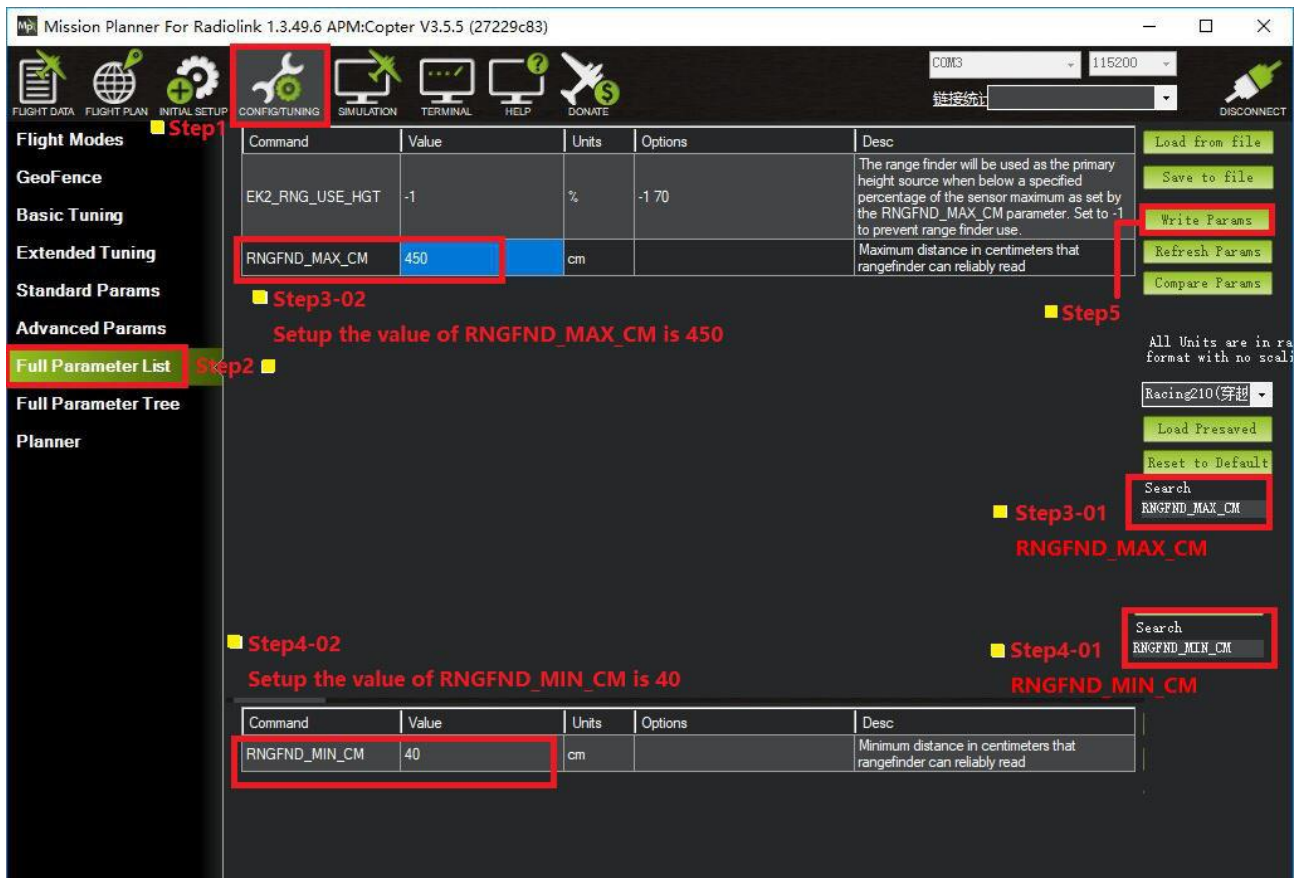 Mission Planner For Radiolink 1.3.49.6 APM:Copter V3.5.5 (27229c83)
FLIGHT DATA FLIGHT PLAN INITIAL SETUP CONFIG/TUNING SIMULATION TERMINAL HELP DONATE
COM3 115200
链接统计
DISCONNECT
Step1
Flight Modes
GeoFence
Basic Tuning
Extended Tuning
Standard Params
Advanced Params
Full Parameter List
Full Parameter Tree
Planner
Step2
Command Value Units Options Desc
EK2_RNG_USE_HGT -1 % -1 70
The range finder will be used as the primary
height source when below a specified
percentage of the sensor maximum as set by
the RNGFND_MAX_CM parameter. Set to -1
to prevent range finder use.
RNGFND_MAX_CM 450 cm
Maximum distance in centimeters that
rangefinder can reliably read
Step3-02
Setup the value of RNGFND_MAX_CM is 450
Load from file
Save to file
Write Params
Refresh Params
Compare Params
Step5
All Units are in ra
format with no scali
Racing210(穿越
Load Presaved
Reset to Default
Search
RNGFND_MAX_CM
Step3-01
RNGFND_MAX_CM
Search
RNGFND_MIN_CM
Step4-01
RNGFND_MIN_CM
Step4-02
Setup the value of RNGFND_MIN_CM is 40
Command Value Units Options Desc
RNGFND_MIN_CM 40 cm
Minimum distance in centimeters that
rangefinder can reliably read